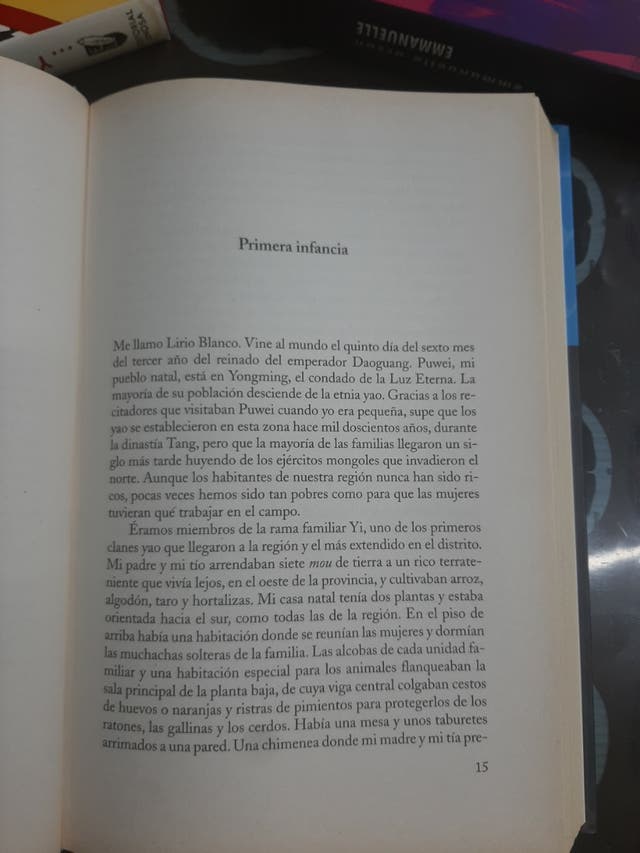 EDITORIAL
EMMANUELLE
Primera infancia
Me llamo Lirio Blanco. Vine al mundo el quinto día del sexto mes
del tercer año del reinado del emperador Daoguang. Puwei, mi
pueblo natal, está en Yongming, el condado de la Luz Eterna. La
mayoría de su población desciende de la etnia yao. Gracias a los re-
citadores que visitaban Puwei cuando yo era pequeña, supe que los
yao se establecieron en esta zona hace mil doscientos años, durante
la dinastía Tang, pero que la mayoría de las familias llegaron un si-
glo más tarde huyendo de los ejércitos mongoles que invadieron el
norte. Aunque los habitantes de nuestra región nunca han sido ri-
cos, pocas veces hemos sido tan pobres como para que las mujeres
tuvieran que trabajar en el campo.
Éramos miembros de la rama familiar Yi, uno de los primeros
clanes yao que llegaron a la región y el más extendido en el distrito.
Mi padre y mi tío arrendaban siete mou de tierra a un rico terrate-
niente que vivía lejos, en el oeste de la provincia, y cultivaban arroz,
algodón, taro y hortalizas. Mi casa natal tenía dos plantas y estaba
orientada hacia el sur, como todas las de la región. En el piso de
arriba había una habitación donde se reunían las mujeres y dormían
las muchachas solteras de la familia. Las alcobas de cada unidad fa-
miliar y una habitación especial para los animales flanqueaban la
sala principal de la planta baja, de cuya viga central colgaban cestos
de huevos o naranjas y ristras de pimientos para protegerlos de los
ratones, las gallinas y los cerdos. Había una mesa y unos taburetes
arrimados a una pared. Una chimenea donde mi madre y mi tía pre-
15